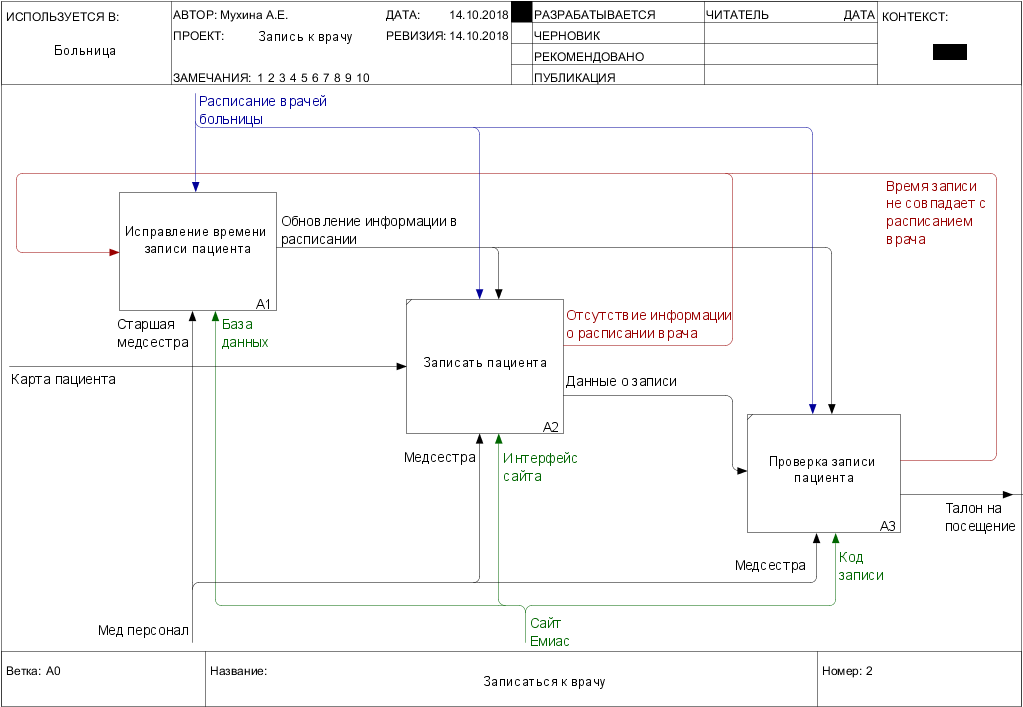 ИСПОЛЬЗУЕТСЯ В:
Больница
АВТОР: Мухина А.Е.
ДАТА: 14.10.2018
ПРОЕКТ: Запись к врачу
РЕВИЗИЯ: 14.10.2018
ЗАМЕЧАНИЯ: 1 2 3 4 5 6 7 8 9 10
РАЗРАБАТЫВАЕТСЯ
ЧЕРНОВИК
РЕКОМЕНДОВАНО
ПУБЛИКАЦИЯ
ЧИТАТЕЛЬ ДАТА
КОНТЕКСТ:
Расписание врачей
больницы
Время записи
не совпадает с
расписанием
врача
Исправление времени
записи пациента
A1
Обновление информации в
расписании
Старшая
медсестра
База
данных
Отсутствие информации
о расписании врача
Записать пациента
A2
Карта пациента
Данные о записи
Медсестра
Интерфейс
сайта
Проверка записи
пациента
A3
Талон на
посещение
Медсестра
Код
записи
Мед персонал
Сайт
Емиас
Ветка: A0
Название:
Записаться к врачу
Номер: 2